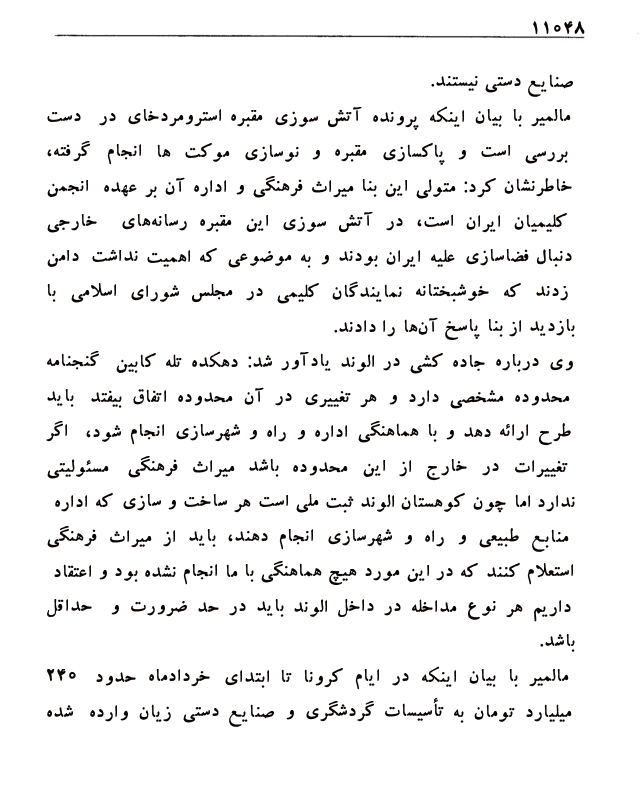 ۱۱۰۴۸
صنایع دستی نیستند.
مالمیر با بیان اینکه پرونده آتش سوزی مقبره استرومردخای در دست
بررسی است و پاکسازی مقبره و نوسازی موکت ها انجام گرفته،
خاطرنشان کرد: متولی این بنا میراث فرهنگی و اداره آن بر عهده انجمن
کلیمیان ایران است، در آتش سوزی این مقبره رسانه‌های خارجی
دنبال فضاسازی علیه ایران بودند و به موضوعی که اهمیت نداشت دامن
زدند که خوشبختانه نمایندگان کلیمی در مجلس شورای اسلامی با
بازدید از بنا پاسخ آن‌ها را دادند.
وی درباره جاده کشی در الوند یادآور شد: دهکده تله کابین گنجنامه
محدوده مشخصی دارد و هر تغییری در آن محدوده اتفاق بیفتد باید
طرح ارائه دهد و با هماهنگی اداره و راه و شهرسازی انجام شود، اگر
تغییرات در خارج از این محدوده باشد میراث فرهنگی مسئولیتی
ندارد اما چون کوهستان الوند ثبت ملی است هر ساخت و سازی که اداره
منابع طبیعی و راه و شهرسازی انجام دهند، باید از میراث فرهنگی
استعلام کنند که در این مورد هیچ هماهنگی با ما انجام نشده بود و اعتقاد
داریم هر نوع مداخله در داخل الوند باید در حد ضرورت و حداقل
باشد.
مالمیر با بیان اینکه در ایام کرونا تا ابتدای خردادماه حدود ۲۴۰
میلیارد تومان به تأسیسات گردشگری و صنایع دستی زیان وارده شده